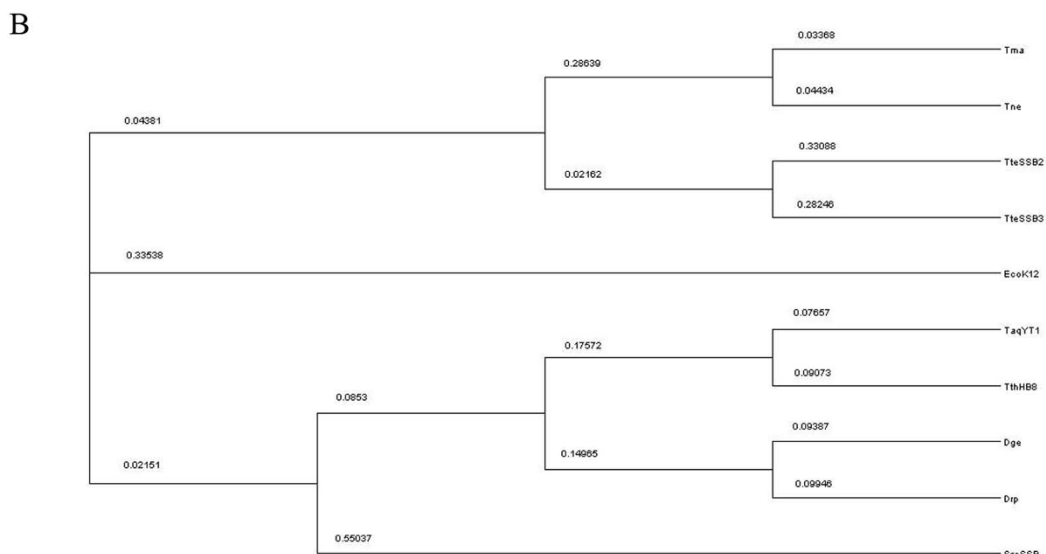 B
0.03368
Tma
0.28639
0.04434
Tne
0.04381
0.33088
TteSSB2
0.02162
0.28246
TteSSB3
0.33538
EcoK12
0.07657
TaqYT1
0.17572
0.09073
TthHB8
0.0853
0.09387
Dge
0.14965
0.02151
0.09946
Drp
0.55037